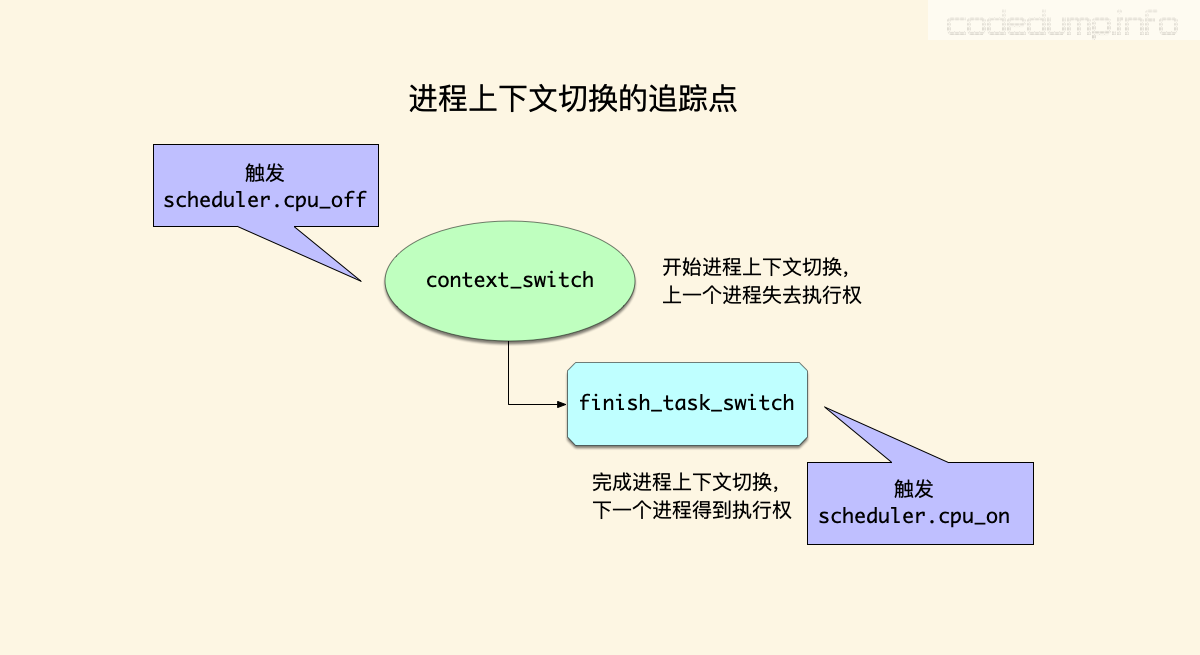 codedumpinfo
进程上下文切换的追踪点
触发
scheduler.cpu_off
context_switch
开始进程上下文切换，
上一个进程失去执行权
finish_task_switch
完成进程上下文切换，
下一个进程得到执行权
触发
scheduler.cpu_on